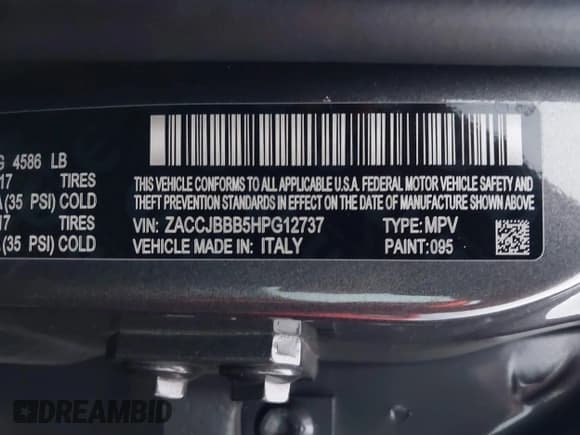 G 4586 LB
17 TIRES
A(35 PSI) COLD
17 TIRES
(35 PSI) COLD
THIS VEHICLE CONFORMS TO ALL APPLICABLE U.S.A. FEDERAL MOTOR VEHICLE SAFETY AND
THEFT PREVENTION STANDARDS IN EFFECT ON THE DATE OF MANUFACTURE SHOWN ABOVE
VIN: ZACCJBBB5HPG12737 TYPE: MPV
VEHICLE MADE IN: ITALY PAINT: 095
DREAMBID